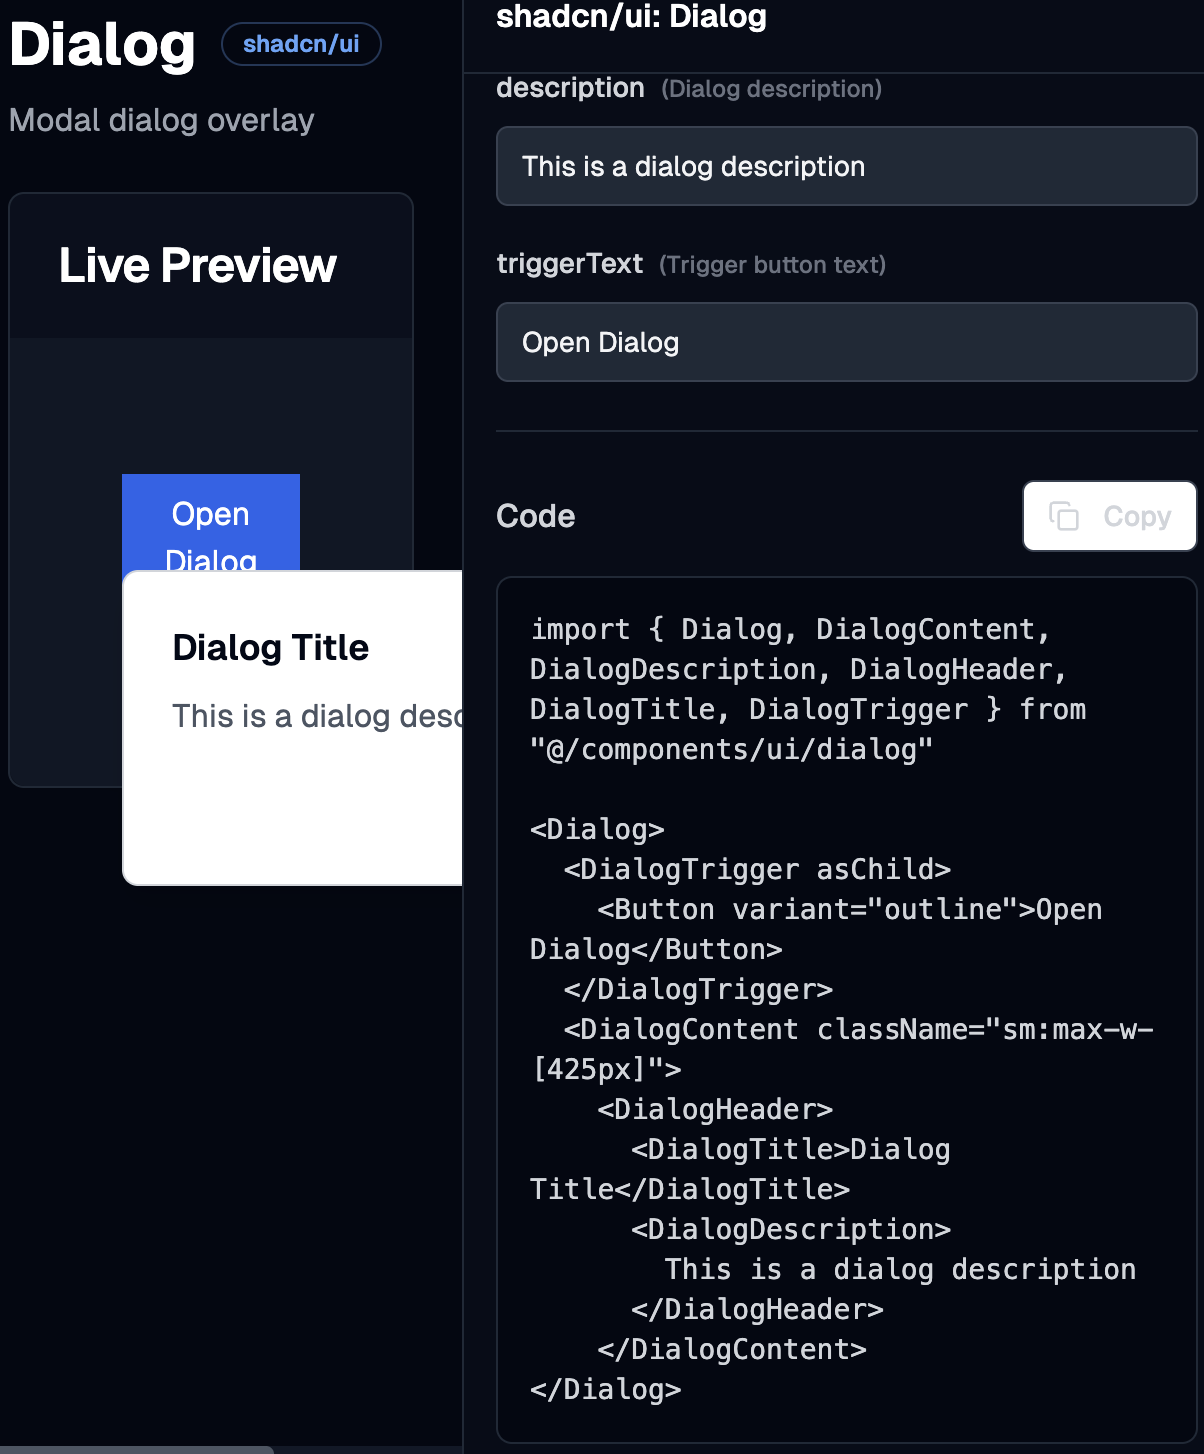 Dialog
shadcn/ui
Modal dialog overlay
Live Preview
Open
Dialog
Dialog Title
This is a dialog desc
shadcn/ui: Dialog
description (Dialog description)
This is a dialog description
triggerText (Trigger button text)
Open Dialog
Code
Copy
import { Dialog, DialogContent,
DialogDescription, DialogHeader,
DialogTitle, DialogTrigger } from
"@/components/ui/dialog"

<Dialog>
  <DialogTrigger asChild>
    <Button variant="outline">Open
Dialog</Button>
  </DialogTrigger>
  <DialogContent className="sm:max-w-
[425px]">
    <DialogHeader>
      <DialogTitle>Dialog
Title</DialogTitle>
      <DialogDescription>
        This is a dialog description
      </DialogHeader>
    </DialogContent>
</Dialog>